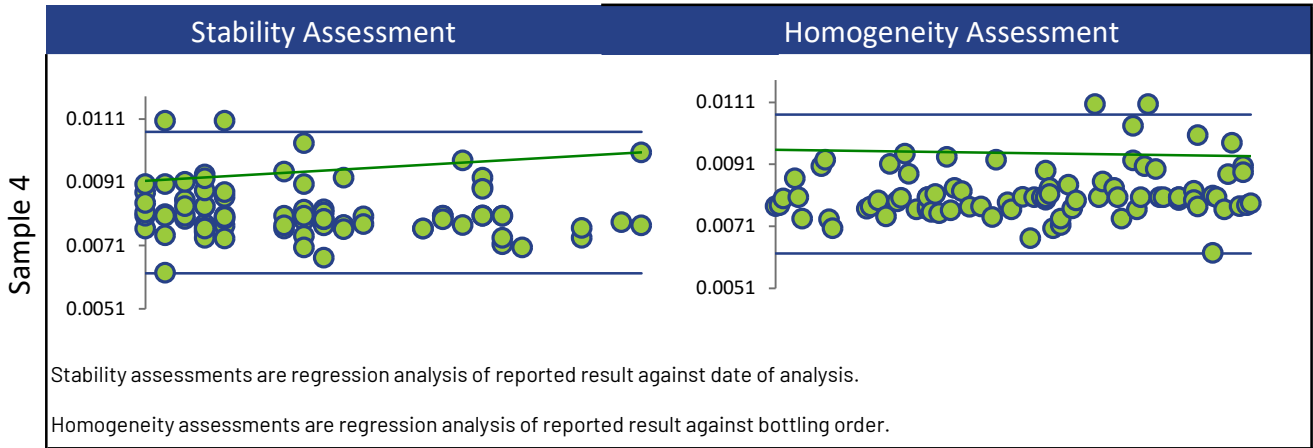 Stability Assessment
Homogeneity Assessment
Sample 4
0.0111
0.0091
0.0071
0.0051
0.0111
0.0091
0.0071
0.0051
Stability assessments are regression analysis of reported result against date of analysis.
Homogeneity assessments are regression analysis of reported result against bottling order.